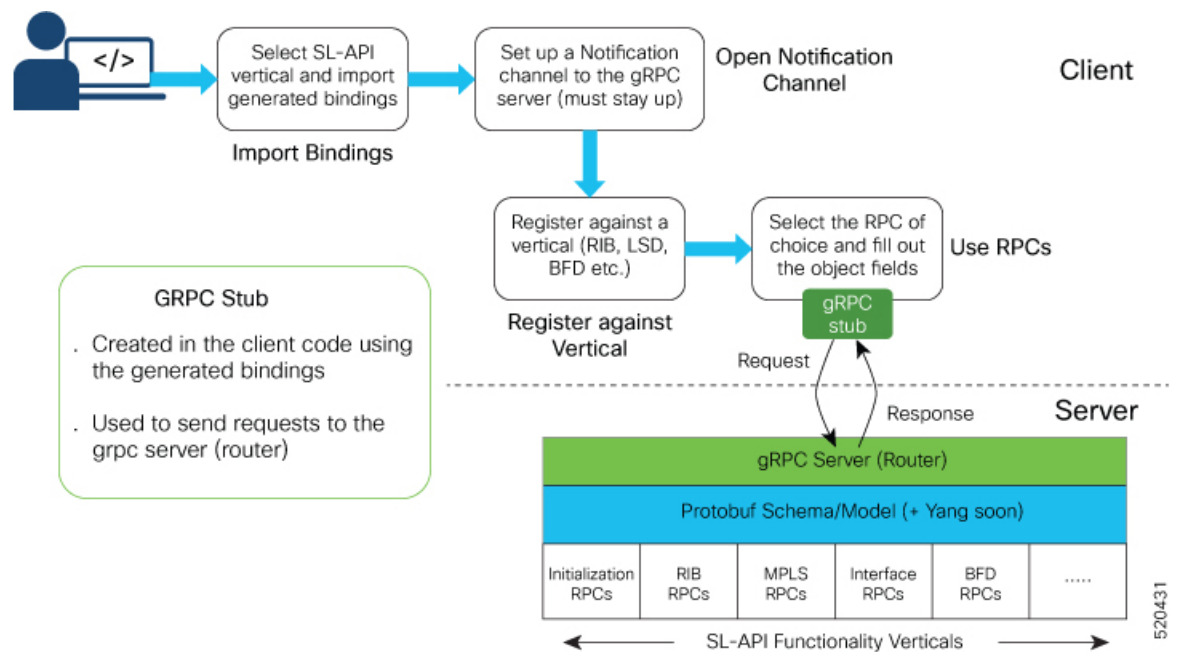 </>
Select SL-API
vertical and import
generated bindings
Import Bindings
Set up a Notification
channel to the gRPC
server (must stay up)
Open Notification
Channel
Client
Register against a
vertical (RIB, LSD,
BFD etc.)
Register against
Vertical
Select the RPC of
choice and fill out
the object fields
Use RPCs
gRPC
stub
GRPC Stub
. Created in the client code using
the generated bindings
. Used to send requests to the
grpc server (router)
Request
Response
Server
gRPC Server (Router)
Protobuf Schema/Model (+ Yang soon)
Initialization
RPCs
RIB
RPCs
MPLS
RPCs
Interface
RPCs
BFD
RPCs
.....
SL-API Functionality Verticals
520431